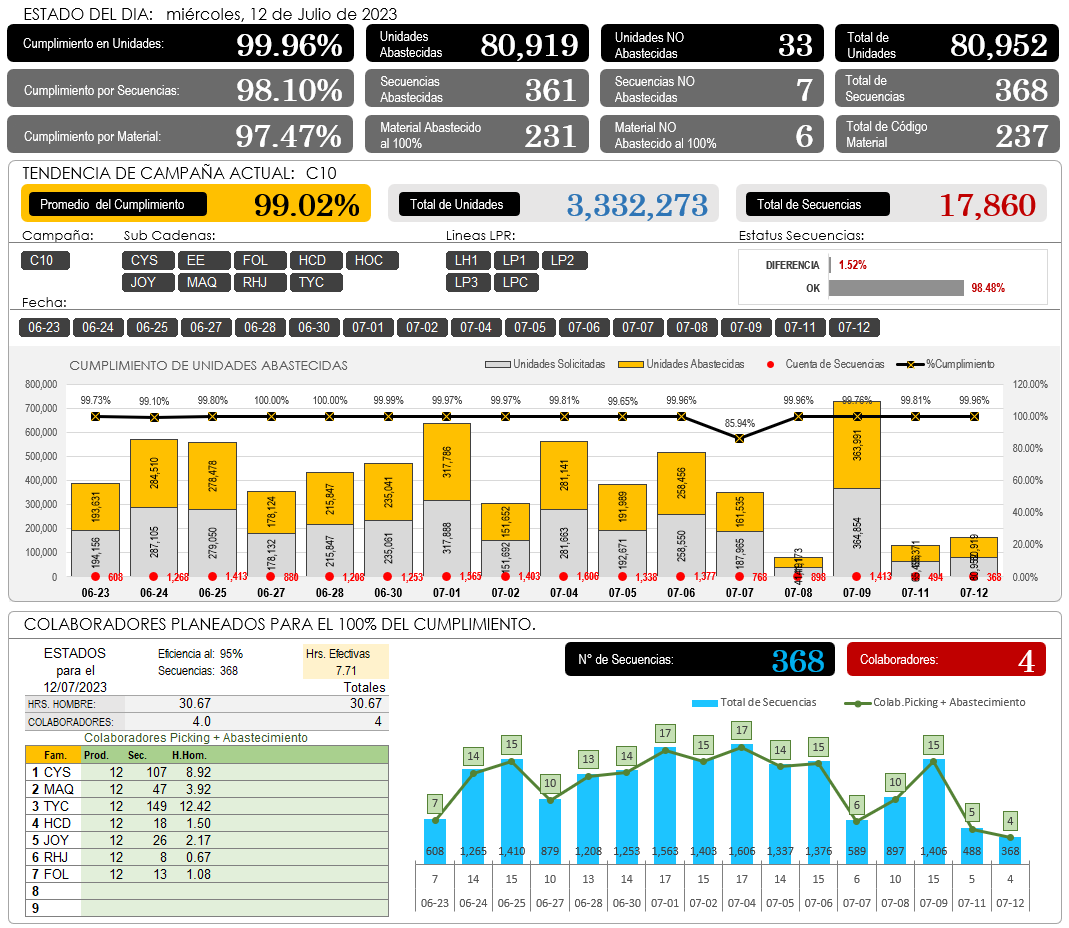 ESTADO DEL DIA: miércoles, 12 de Julio de 2023
Cumplimiento en Unidades: 99.96%
Unidades Abastecidas 80,919
Unidades NO Abastecidas 33
Total de Unidades 80,952
Cumplimiento por Secuencias: 98.10%
Secuencias Abastecidas 361
Secuencias NO Abastecidas 7
Total de Secuencias 368
Cumplimiento por Material: 97.47%
Material Abastecido al 100% 231
Material NO Abastecido al 100% 6
Total de Código Material 237
TENDENCIA DE CAMPAÑA ACTUAL: C10
Promedio del Cumplimiento 99.02%
Total de Unidades 3,332,273
Total de Secuencias 17,860
Campaña: Sub Cadenas: Lineas LPR: Estatus Secuencias:
C10 CYS EE FOL HCD HOC LH1 LP1 LP2
JOY MAQ RHJ TYC LP3 LPC
DIFERENCIA 1.52%
OK 98.48%
Fecha:
06-23 06-24 06-25 06-27 06-28 06-30 07-01 07-02 07-04 07-05 07-06 07-07 07-08 07-09 07-11 07-12
CUMPLIMIENTO DE UNIDADES ABASTECIDAS
Unidades Solicitadas Unidades Abastecidas Cuenta de Secuencias %Cumplimiento
800,000
700,000
600,000
500,000
400,000
300,000
200,000
100,000
0
120.00%
100.00%
80.00%
60.00%
40.00%
20.00%
0.00%
99.73% 99.10% 99.80% 100.00% 100.00% 99.99% 99.97% 99.97% 99.81% 99.65% 99.96% 85.94% 99.96% 99.76% 99.81% 99.96%
193,631 284,510 278,478 178,124 215,847 235,041 317,786 151,652 281,141 191,989 258,456 161,535 363,991 80,919
194,156 287,105 279,050 178,132 215,847 235,061 317,888 151,692 281,663 192,671 258,550 187,965 364,854 80,952
608 1,268 1,413 880 1,208 1,253 1,565 1,403 1,606 1,338 1,377 768 898 1,413 494 368
06-23 06-24 06-25 06-27 06-28 06-30 07-01 07-02 07-04 07-05 07-06 07-07 07-08 07-09 07-11 07-12
COLABORADORES PLANEADOS PARA EL 100% DEL CUMPLIMIENTO.
ESTADOS
para el
12/07/2023
Eficiencia al: 95%
Secuencias: 368
Hrs. Efectivas
7.71
Totales
HRS. HOMBRE: 30.67 30.67
COLABORADORES: 4.0 4
Colaboradores Picking + Abastecimiento
Fam. Prod. Sec. H.Hom.
1 CYS 12 107 8.92
2 MAQ 12 47 3.92
3 TYC 12 149 12.42
4 HCD 12 18 1.50
5 JOY 12 26 2.17
6 RHJ 12 8 0.67
7 FOL 12 13 1.08
8
9
N° de Secuencias: 368
Colaboradores: 4
Total de Secuencias Colab.Picking + Abastecimiento
7 14 15 10 13 14 17 15 17 14 15 6 10 15 5 4
608 1,265 1,410 879 1,208 1,253 1,563 1,403 1,606 1,337 1,376 589 897 1,406 488 368
7 14 15 10 13 14 17 15 17 14 15 6 10 15 5 4
06-23 06-24 06-25 06-27 06-28 06-30 07-01 07-02 07-04 07-05 07-06 07-07 07-08 07-09 07-11 07-12